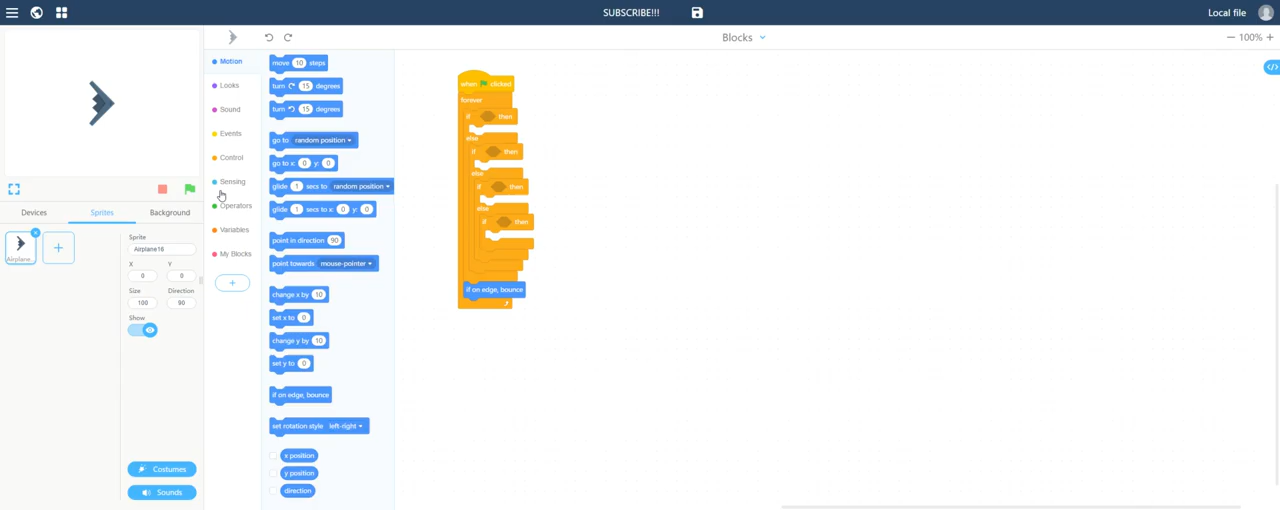 SUBSCRIBE!!!
Local file
Blocks
100%
Motion
Looks
Sound
Events
Control
Sensing
Operators
Variables
My Blocks
+
move 10 steps
turn 15 degrees
turn 15 degrees
go to random position
go to x: 0 y: 0
glide 1 secs to random position
glide 1 secs to x: 0 y: 0
point in direction 90
point towards mouse-pointer
change x by 10
set x to 0
change y by 10
set y to 0
if on edge, bounce
set rotation style left-right
x position
y position
direction
when clicked
forever
if then
else
if then
else
if then
else
if then
if on edge, bounce
Devices
Sprites
Background
Airplane...
+
Sprite
Airplane16
X
Y
0
0
Size
Direction
100
90
Show
Costumes
Sounds